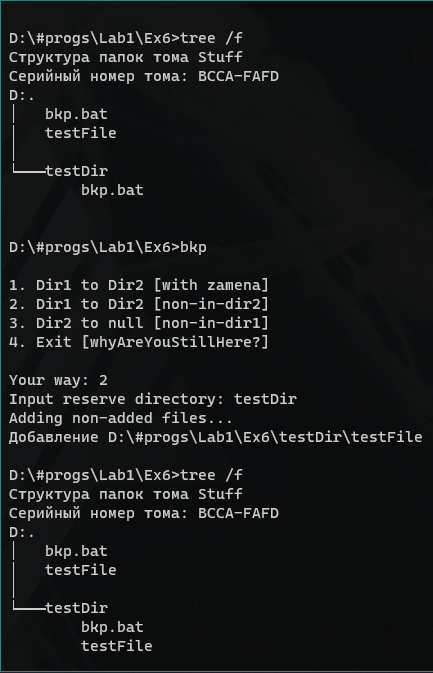 D:\#progs\Lab1\Ex6>tree /f
Структура папок тома Stuff
Серийный номер тома: BCCA-FAFD
D:.
│   bkp.bat
│   testFile
│
└───testDir
        bkp.bat
D:\#progs\Lab1\Ex6>bkp
1. Dir1 to Dir2 [with zamena]
2. Dir1 to Dir2 [non-in-dir2]
3. Dir2 to null [non-in-dir1]
4. Exit [whyAreYouStillHere?]
Your way: 2
Input reserve directory: testDir
Adding non-added files...
Добавление D:\#progs\Lab1\Ex6\testDir\testFile
D:\#progs\Lab1\Ex6>tree /f
Структура папок тома Stuff
Серийный номер тома: BCCA-FAFD
D:.
│   bkp.bat
│   testFile
│
└───testDir
        bkp.bat
        testFile